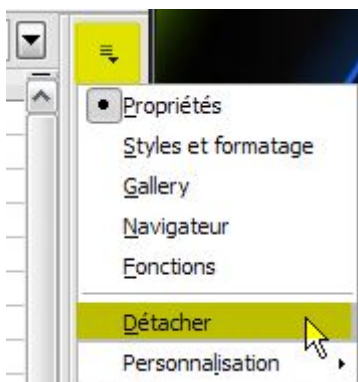 Propriétés
Styles et formatage
Gallery
Navigateur
Fonctions
Détacher
Personnalisation